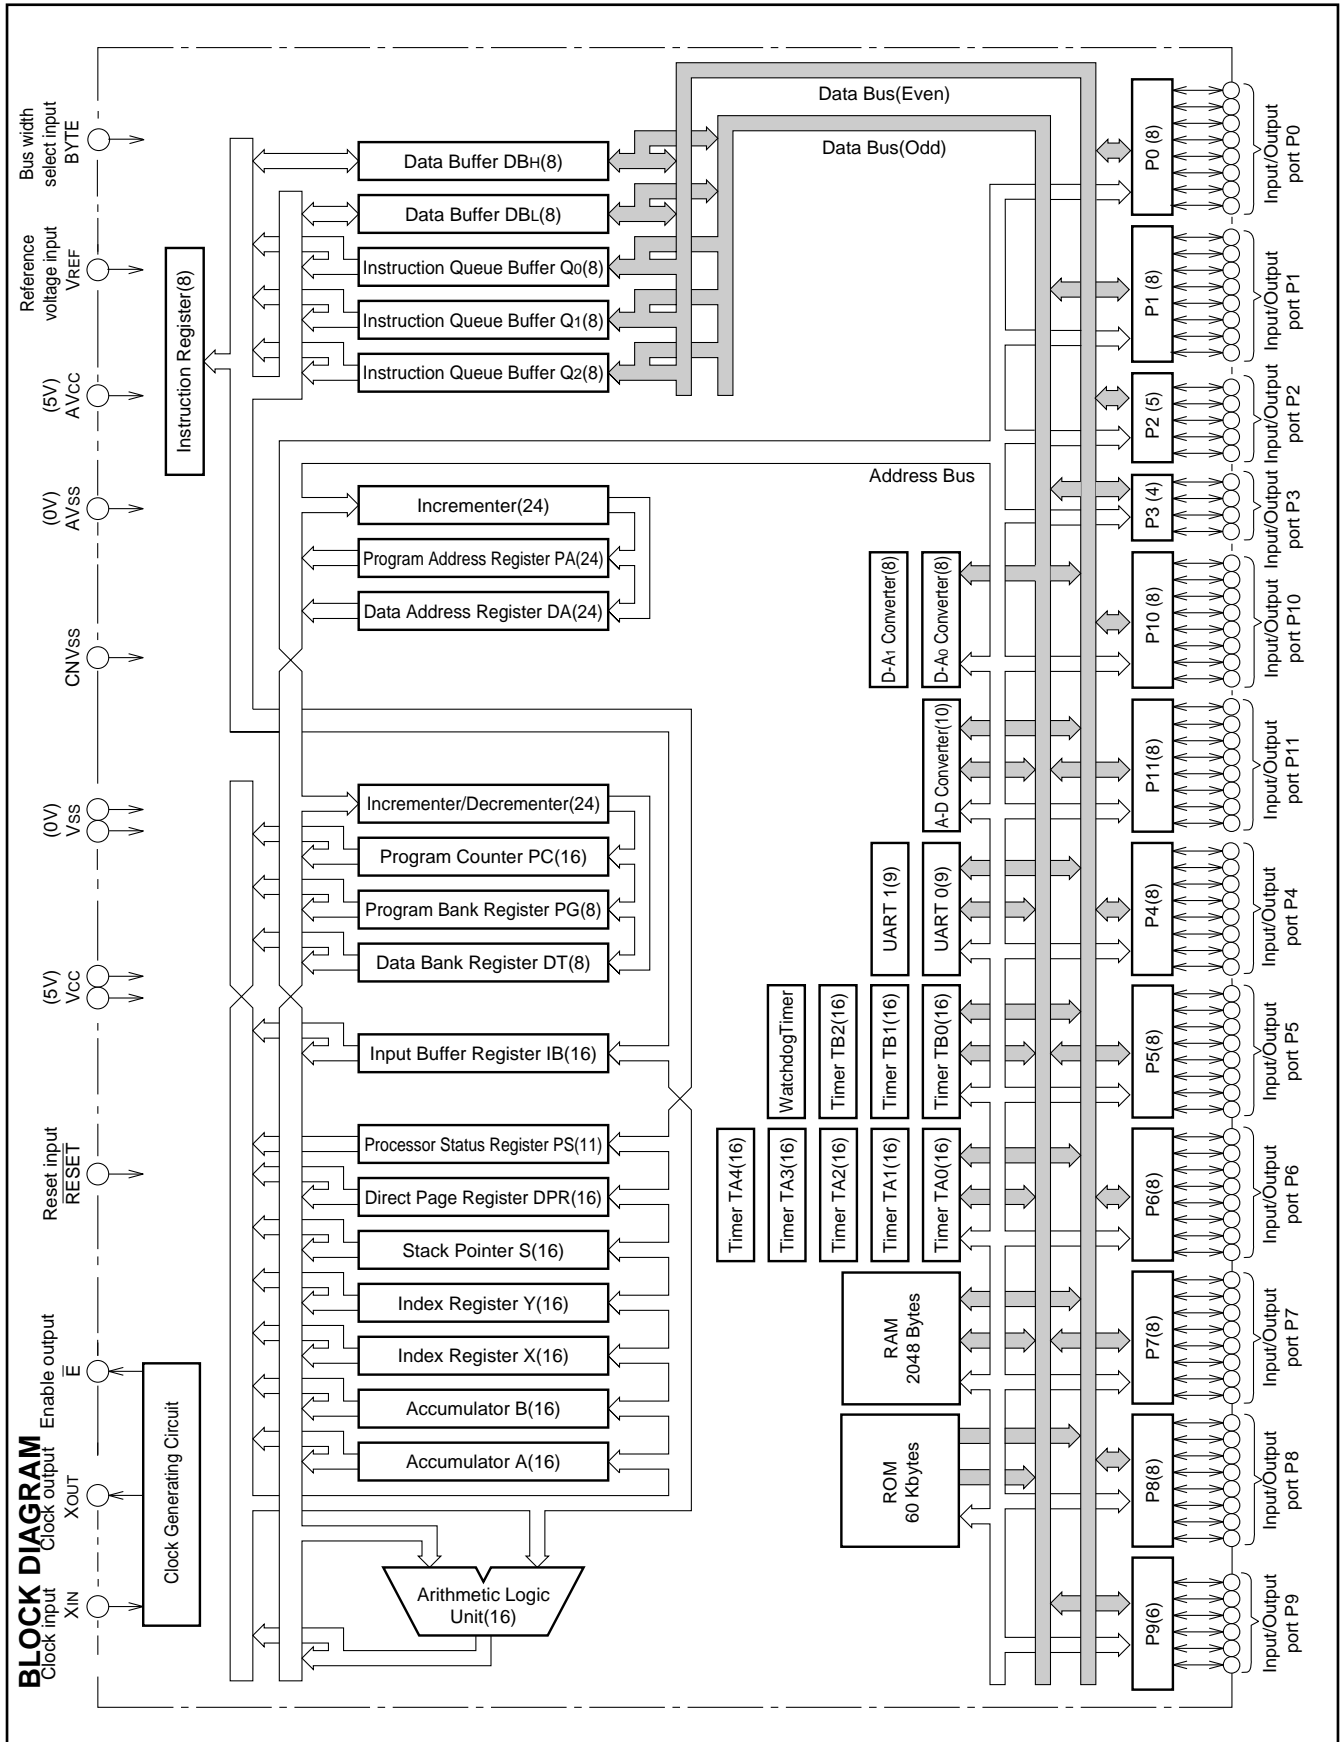 BLOCK DIAGRAM
Clock input
XIN
Clock output
XOUT
Enable output
E
Reset input
RESET
(5V)
VCC
(0V)
VSS
CNVSS
(0V)
AVSS
(5V)
AVCC
Reference
voltage input
VREF
Bus width
select input
BYTE
Clock Generating Circuit
Instruction Register(8)
Data Buffer DBH(8)
Data Buffer DBL(8)
Instruction Queue Buffer Q0(8)
Instruction Queue Buffer Q1(8)
Instruction Queue Buffer Q2(8)
Incrementer(24)
Program Address Register PA(24)
Data Address Register DA(24)
Incrementer/Decrementer(24)
Program Counter PC(16)
Program Bank Register PG(8)
Data Bank Register DT(8)
Input Buffer Register IB(16)
Processor Status Register PS(11)
Direct Page Register DPR(16)
Stack Pointer S(16)
Index Register Y(16)
Index Register X(16)
Accumulator B(16)
Accumulator A(16)
Arithmetic Logic
Unit(16)
Data Bus(Even)
Data Bus(Odd)
Address Bus
D-A1 Converter(8)
D-A0 Converter(8)
A-D Converter(10)
UART 1(9)
UART 0(9)
WatchdogTimer
Timer TB2(16)
Timer TB1(16)
Timer TB0(16)
Timer TA4(16)
Timer TA3(16)
Timer TA2(16)
Timer TA1(16)
Timer TA0(16)
RAM
2048 Bytes
ROM
60 Kbytes
P0 (8)
P1 (8)
P2 (5)
P3 (4)
P10 (8)
P11(8)
P4(8)
P5(8)
P6(8)
P7(8)
P8(8)
P9(6)
Input/Output
port P0
Input/Output
port P1
Input/Output
port P2
Input/Output
port P3
Input/Output
port P10
Input/Output
port P11
Input/Output
port P4
Input/Output
port P5
Input/Output
port P6
Input/Output
port P7
Input/Output
port P8
Input/Output
port P9